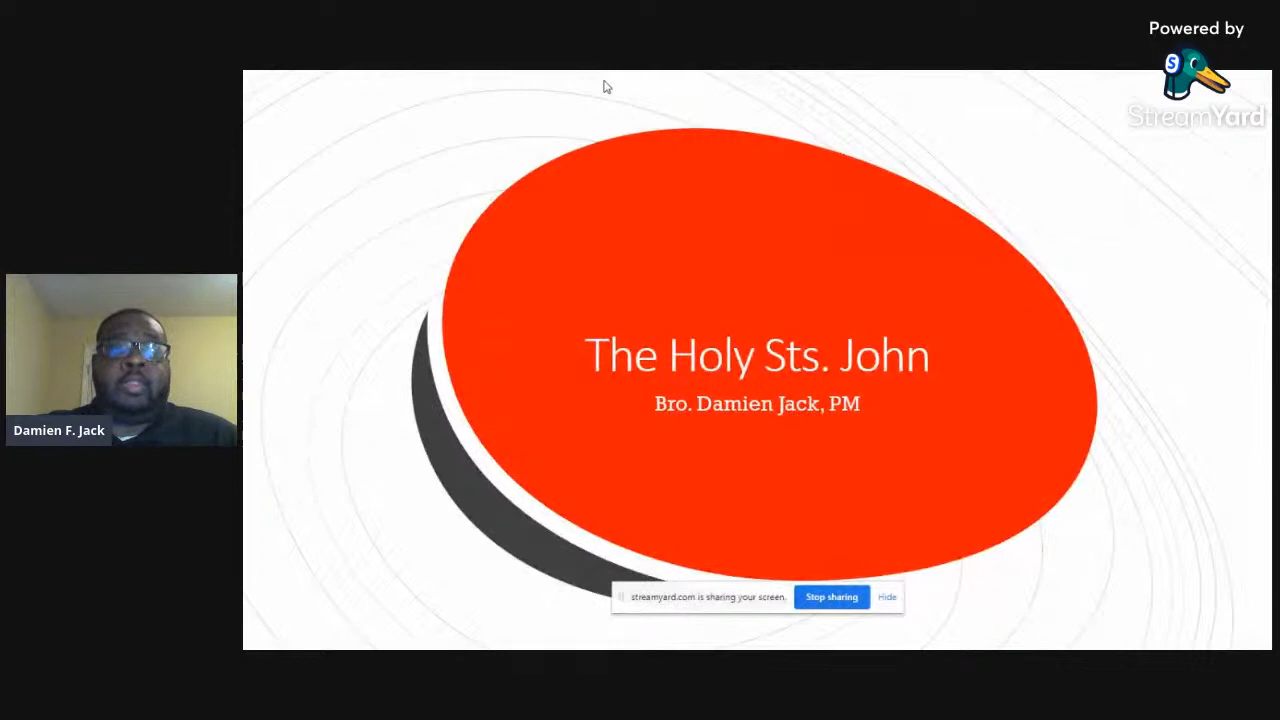 Powered by
S
StreamYard
The Holy Sts. John
Bro. Damien Jack, PM
Damien F. Jack
streamyard.com is sharing your screen.
Stop sharing
Hide